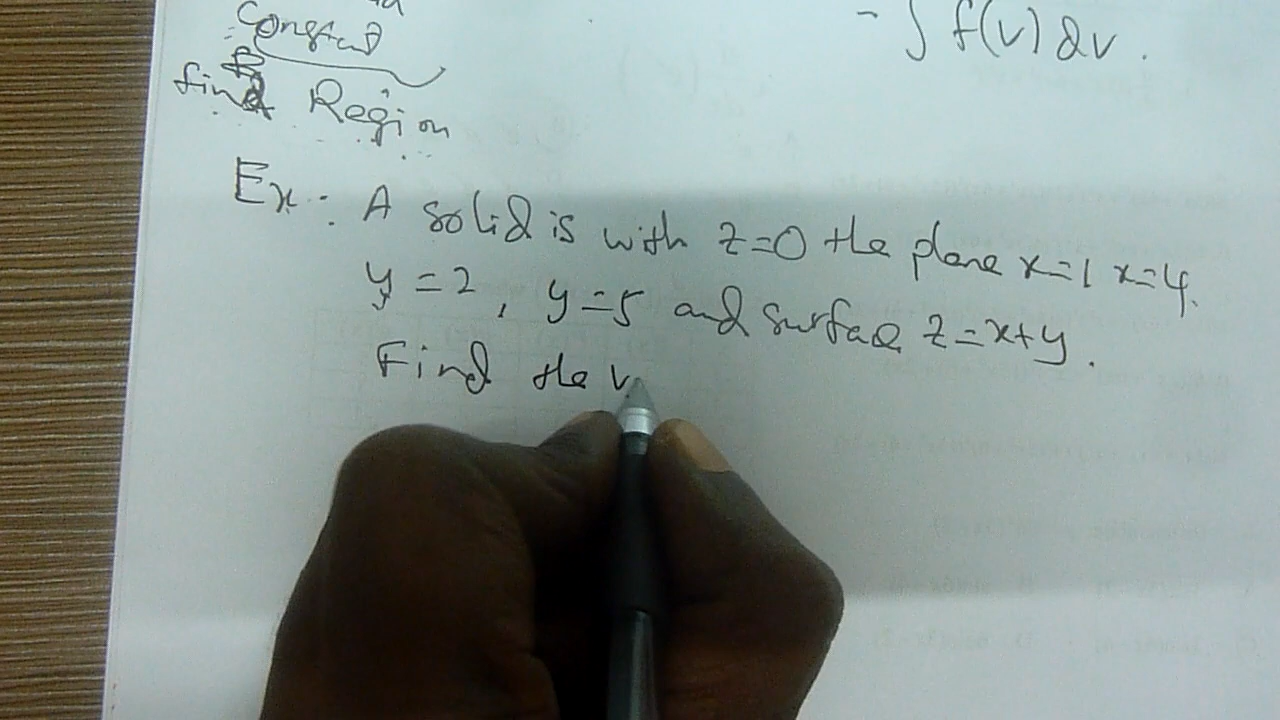 Constant
- ∫ f(v) dv.
find Region
Ex: A solid is with z=0 the plane x=1 x=4.
y=2, y=5 and surface z=x+y.
Find the v